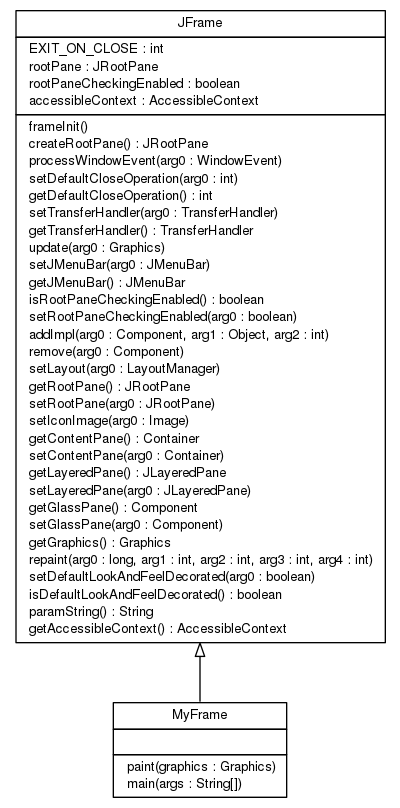 JFrame
EXIT_ON_CLOSE : int
rootPane : JRootPane
rootPaneCheckingEnabled : boolean
accessibleContext : AccessibleContext
frameInit()
createRootPane() : JRootPane
processWindowEvent(arg0 : WindowEvent)
setDefaultCloseOperation(arg0 : int)
getDefaultCloseOperation() : int
setTransferHandler(arg0 : TransferHandler)
getTransferHandler() : TransferHandler
update(arg0 : Graphics)
setJMenuBar(arg0 : JMenuBar)
getJMenuBar() : JMenuBar
isRootPaneCheckingEnabled() : boolean
setRootPaneCheckingEnabled(arg0 : boolean)
addImpl(arg0 : Component, arg1 : Object, arg2 : int)
remove(arg0 : Component)
setLayout(arg0 : LayoutManager)
getRootPane() : JRootPane
setRootPane(arg0 : JRootPane)
setIconImage(arg0 : Image)
getContentPane() : Container
setContentPane(arg0 : Container)
getLayeredPane() : JLayeredPane
setLayeredPane(arg0 : JLayeredPane)
getGlassPane() : Component
setGlassPane(arg0 : Component)
getGraphics() : Graphics
repaint(arg0 : long, arg1 : int, arg2 : int, arg3 : int, arg4 : int)
setDefaultLookAndFeelDecorated(arg0 : boolean)
isDefaultLookAndFeelDecorated() : boolean
paramString() : String
getAccessibleContext() : AccessibleContext
MyFrame
paint(graphics : Graphics)
main(args : String[])